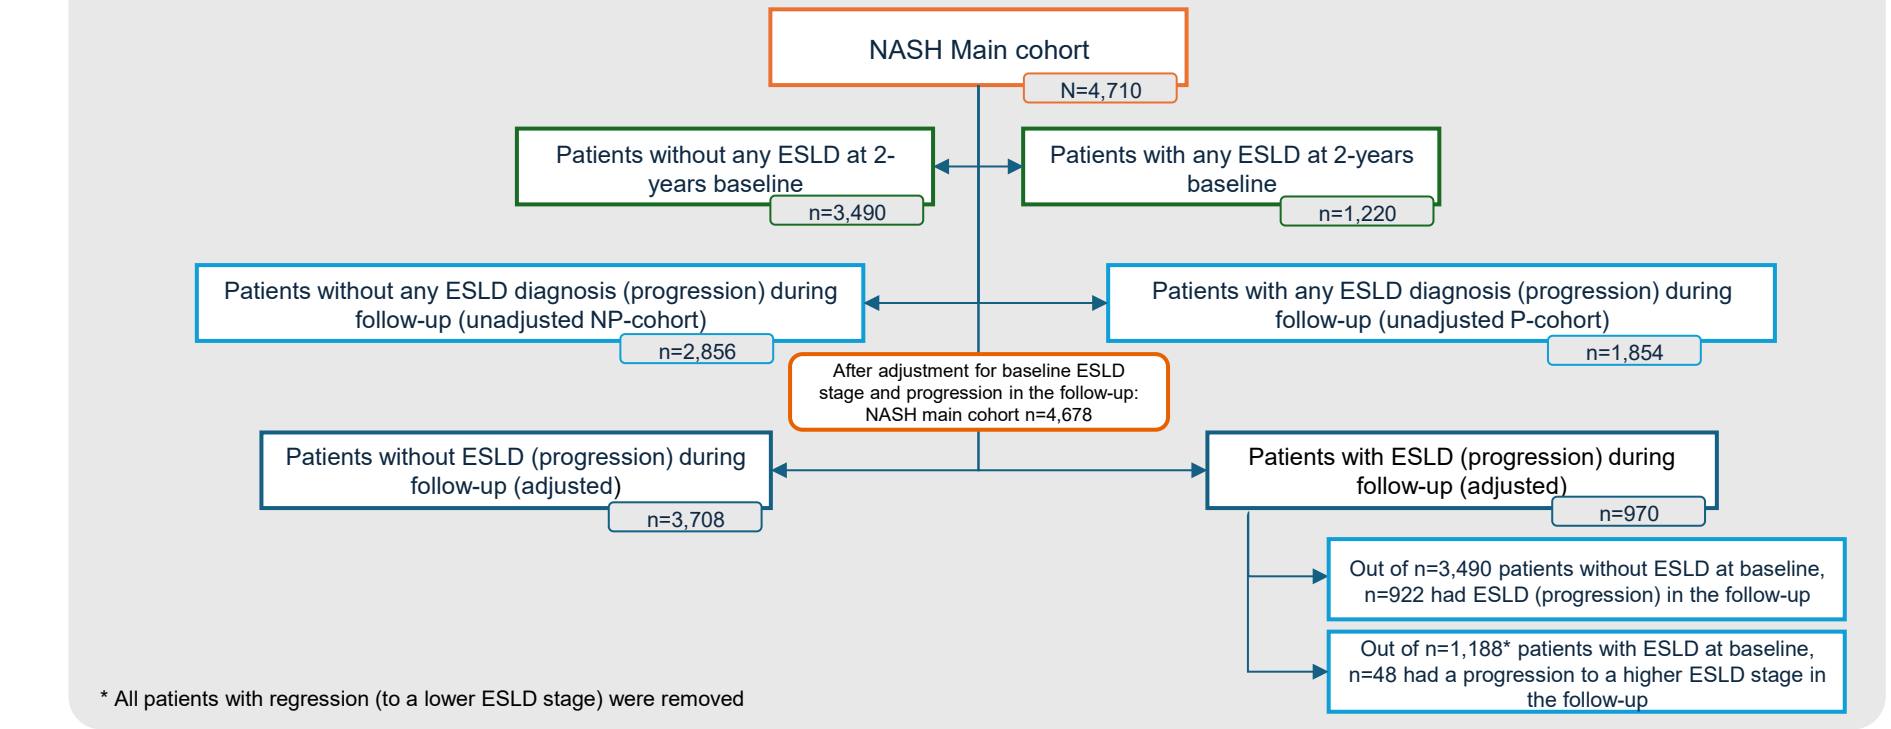 NASH Main cohort
N=4,710
Patients without any ESLD at 2-
years baseline
n=3,490
Patients with any ESLD at 2-years
baseline
n=1,220
Patients without any ESLD diagnosis (progression) during
follow-up (unadjusted NP-cohort)
n=2,856
Patients with any ESLD diagnosis (progression) during
follow-up (unadjusted P-cohort)
n=1,854
After adjustment for baseline ESLD
stage and progression in the follow-up:
NASH main cohort n=4,678
Patients without ESLD (progression) during
follow-up (adjusted)
n=3,708
Patients with ESLD (progression) during
follow-up (adjusted)
n=970
Out of n=3,490 patients without ESLD at baseline,
n=922 had ESLD (progression) in the follow-up
Out of n=1,188* patients with ESLD at baseline,
n=48 had a progression to a higher ESLD stage in
the follow-up
* All patients with regression (to a lower ESLD stage) were removed